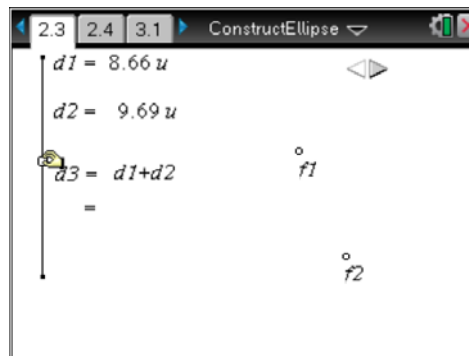 2.3 2.4 3.1 ConstructEllipse
d1 = 8.66 u
d2 = 9.69 u
f1
d3 = d1+d2
=
f2